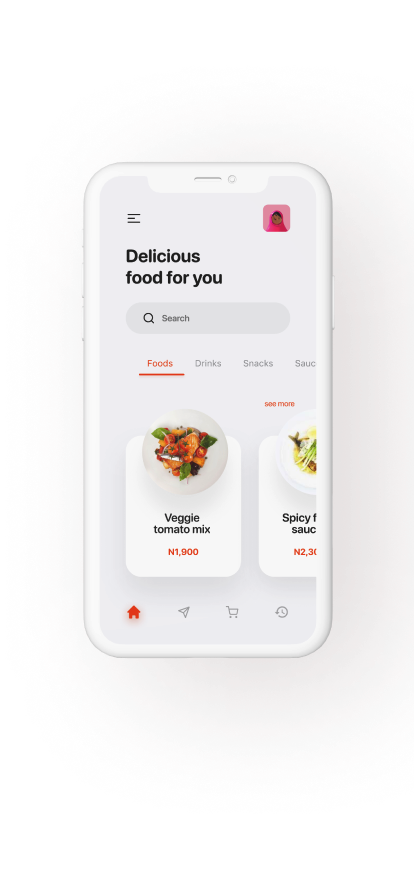 Delicious
food for you
Search
Foods Drinks Snacks Sauc
see more
Veggie
tomato mix
N1,900
Spicy f
sauc
N2,30